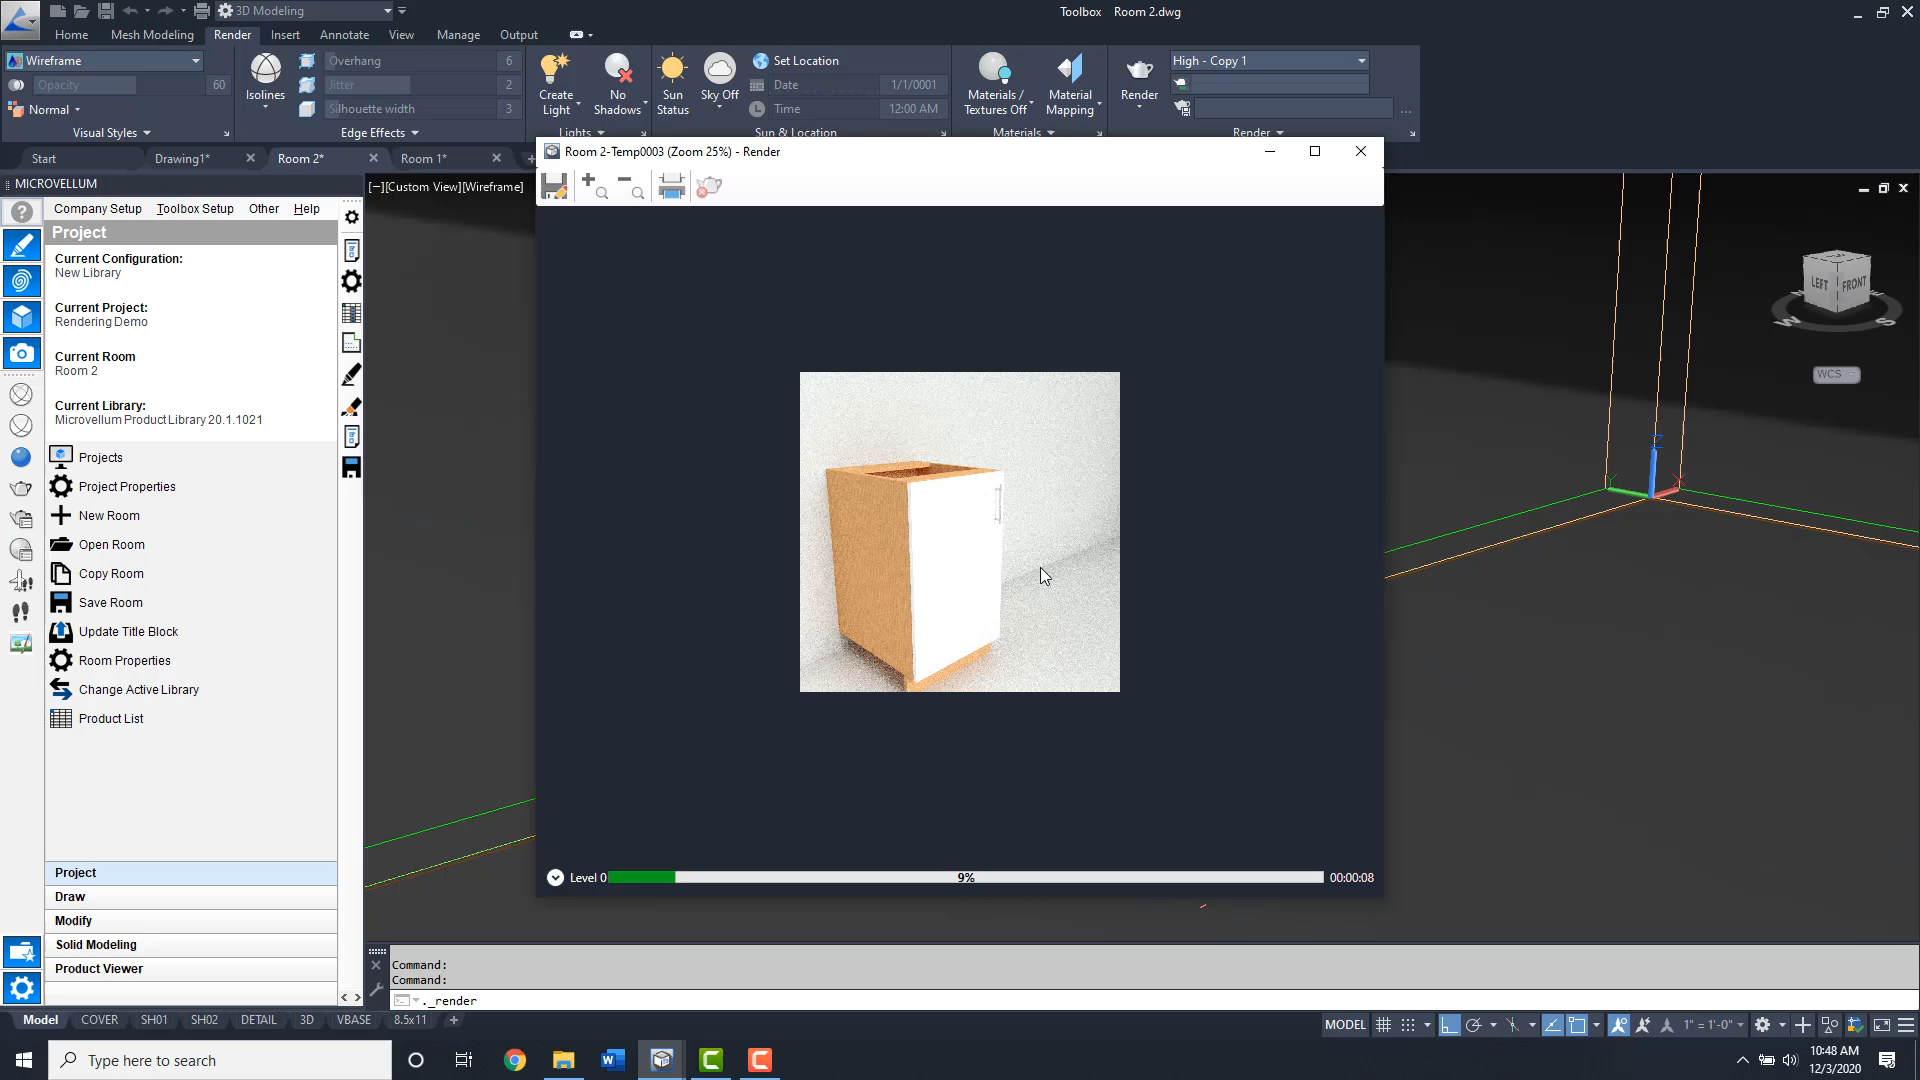 3D Modeling
Toolbox Room 2.dwg
Home Mesh Modeling Render Insert Annotate View Manage Output
Wireframe
Opacity 60
Normal
Visual Styles
Isolines
Overhang 6
Jitter 2
Silhouette width 3
Edge Effects
Create Light
No Shadows
Lights
Sun Status
Sky Off
Set Location
Date 1/1/0001
Time 12:00 AM
Sun & Location
Materials / Textures Off
Material Mapping
Materials
Render
High - Copy 1
Render
Start Drawing1* Room 2* Room 1*
Room 2-Temp0003 (Zoom 25%) - Render
MICROVELLUM
[−][Custom View][Wireframe]
Company Setup Toolbox Setup Other Help
Project
Current Configuration:
New Library
Current Project:
Rendering Demo
Current Room
Room 2
Current Library:
Microvellum Product Library 20.1.1021
Projects
Project Properties
New Room
Open Room
Copy Room
Save Room
Update Title Block
Room Properties
Change Active Library
Product List
Project
Draw
Modify
Solid Modeling
Product Viewer
LEFT FRONT
W S
WCS
Z
Y X
Level 0 9% 00:00:08
Command:
Command:
._render
Model COVER SH01 SH02 DETAIL 3D VBASE 8.5x11
MODEL 1" = 1'-0"
Type here to search
10:48 AM
12/3/2020